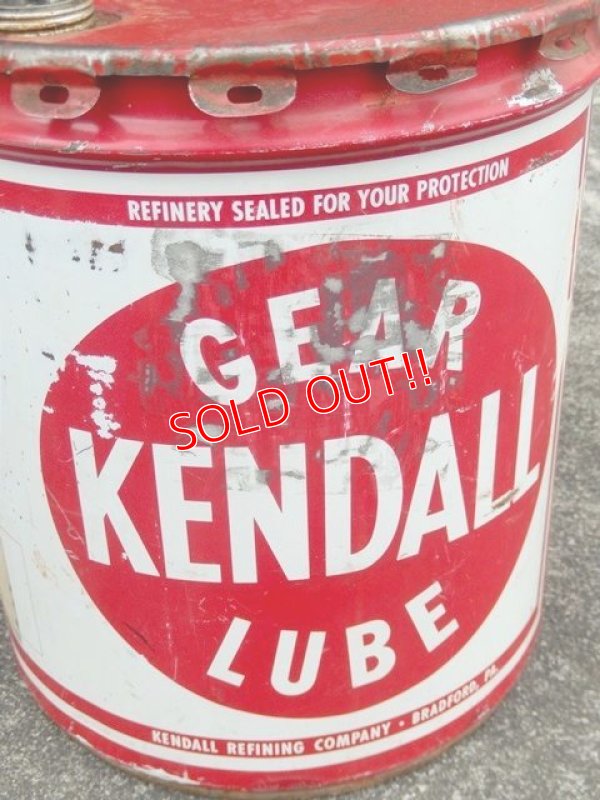 REFINERY SEALED FOR YOUR PROTECTION
GEAR
SOLD OUT!!
KENDALL
LUBE
KENDALL REFINING COMPANY • BRADFORD, PA.